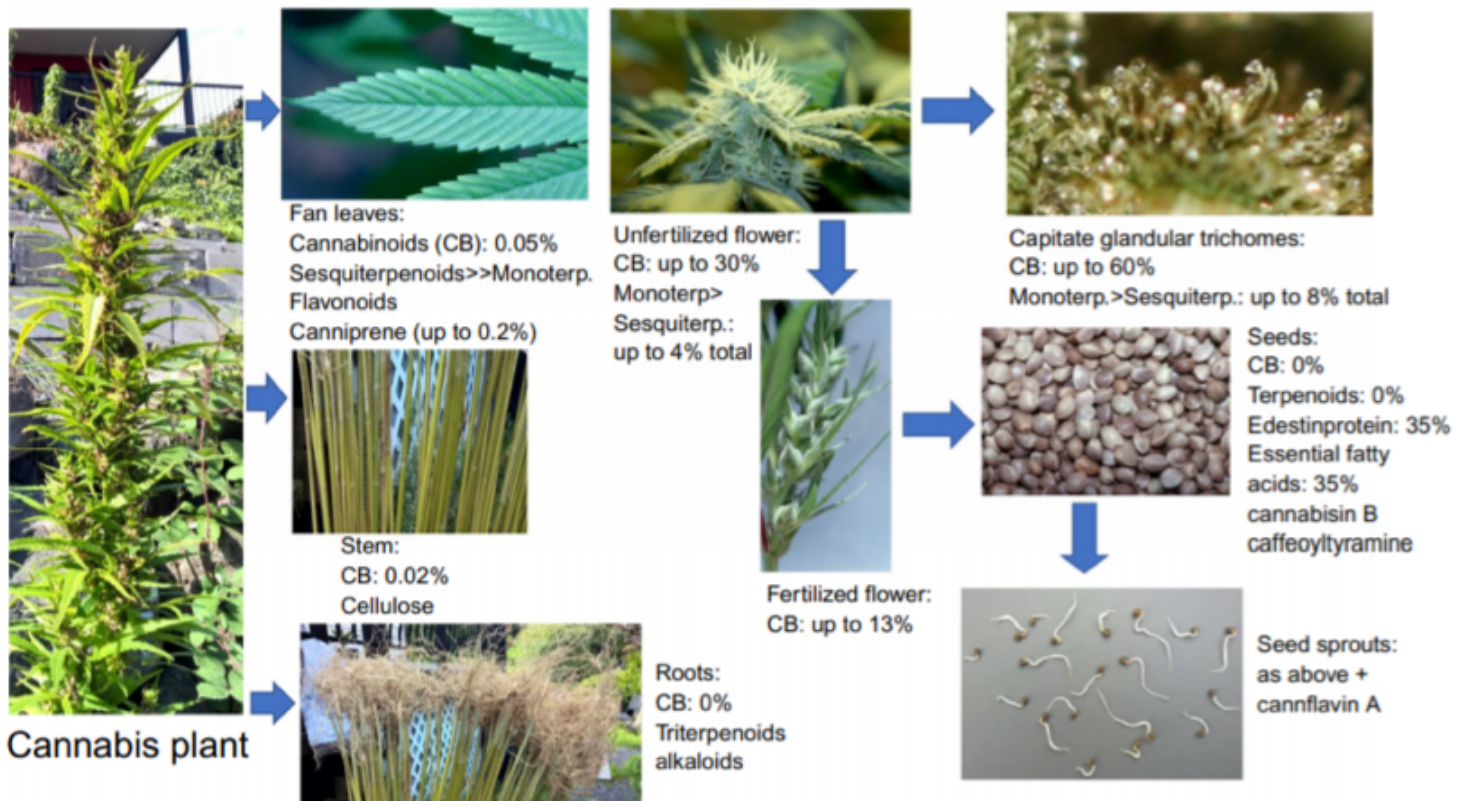 Cannabis plant
Fan leaves:
Cannabinoids (CB): 0.05%
Sesquiterpenoids>>Monoterp.
Flavonoids
Canniprene (up to 0.2%)
Stem:
CB: 0.02%
Cellulose
Roots:
CB: 0%
Triterpenoids
alkaloids
Unfertilized flower:
CB: up to 30%
Monoterp>
Sesquiterp.:
up to 4% total
Capitate glandular trichomes:
CB: up to 60%
Monoterp.>Sesquiterp.: up to 8% total
Fertilized flower:
CB: up to 13%
Seeds:
CB: 0%
Terpenoids: 0%
Edestinprotein: 35%
Essential fatty
acids: 35%
cannabisin B
caffeoyltyramine
Seed sprouts:
as above +
cannflavin A